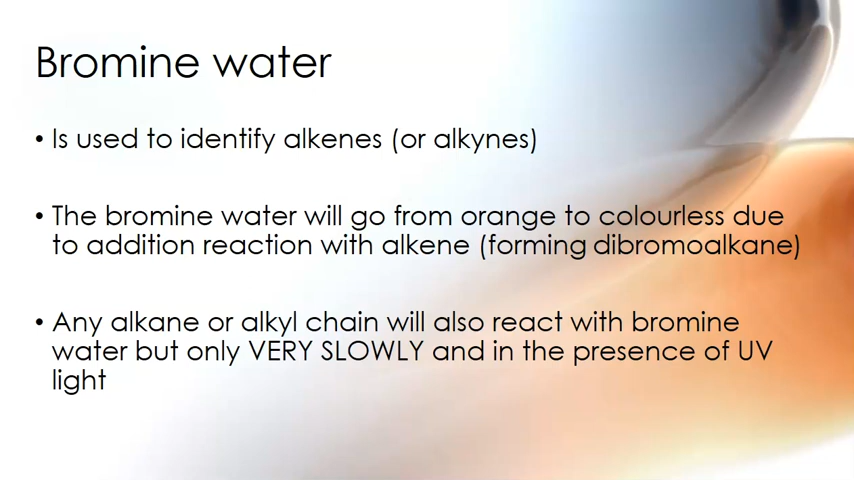 Bromine water
• Is used to identify alkenes (or alkynes)
• The bromine water will go from orange to colourless due
to addition reaction with alkene (forming dibromoalkane)
• Any alkane or alkyl chain will also react with bromine
water but only VERY SLOWLY and in the presence of UV
light